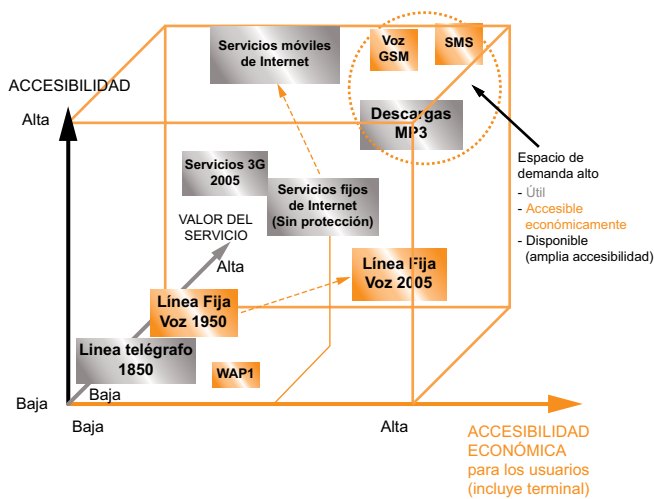 Servicios móviles
de Internet
Voz
GSM
SMS
ACCESIBILIDAD
Alta
Descargas
MP3
Servicios 3G
2005
Servicios fijos
de Internet
(Sin protección)
Espacio de
demanda alto
- Útil
- Accesible
económicamente
- Disponible
(amplia accesibilidad)
VALOR DEL
SERVICIO
Alta
Línea Fija
Voz 2005
Línea Fija
Voz 1950
Linea telégrafo
1850
WAP1
Baja
Baja
Baja
Alta
ACCESIBILIDAD
ECONÓMICA
para los usuarios
(incluye terminal)